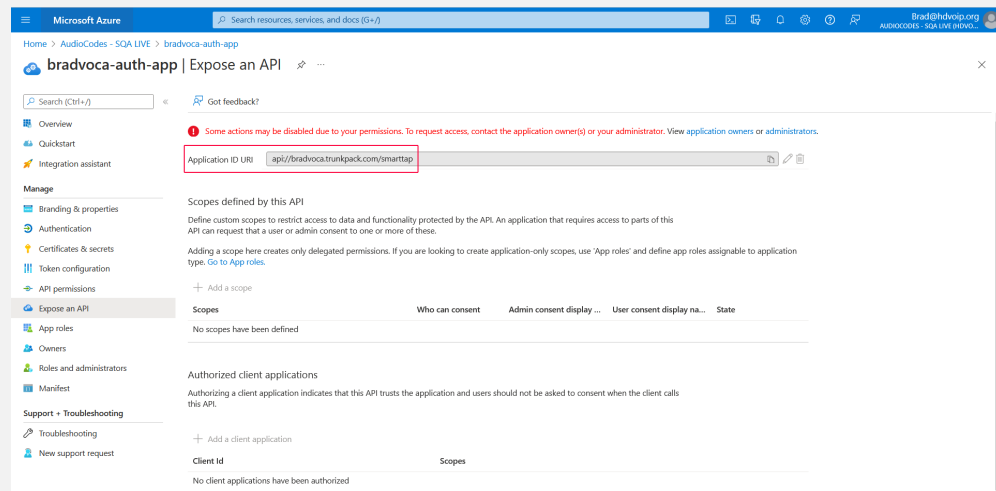 Microsoft Azure
Search resources, services, and docs (G+/)
Brad@hdvoip.org
AUDIOCODES - SQA LIVE (HDVO...
Home > AudioCodes - SQA LIVE > bradvoca-auth-app
bradvoca-auth-app | Expose an API
Search (Ctrl+/)
Got feedback?
Overview
Quickstart
Integration assistant
Manage
Branding & properties
Authentication
Certificates & secrets
Token configuration
API permissions
Expose an API
App roles
Owners
Roles and administrators
Manifest
Support + Troubleshooting
Troubleshooting
New support request
Some actions may be disabled due to your permissions. To request access, contact the application owner(s) or your administrator. View application owners or administrators.
Application ID URI api://bradvoca.trunkpack.com/smarttap
Scopes defined by this API
Define custom scopes to restrict access to data and functionality protected by the API. An application that requires access to parts of this
API can request that a user or admin consent to one or more of these.
Adding a scope here creates only delegated permissions. If you are looking to create application-only scopes, use 'App roles' and define app roles assignable to application
type. Go to App roles.
Add a scope
Scopes Who can consent Admin consent display ... User consent display na... State
No scopes have been defined
Authorized client applications
Authorizing a client application indicates that this API trusts the application and users should not be asked to consent when the client calls
this API.
Add a client application
Client Id Scopes
No client applications have been authorized